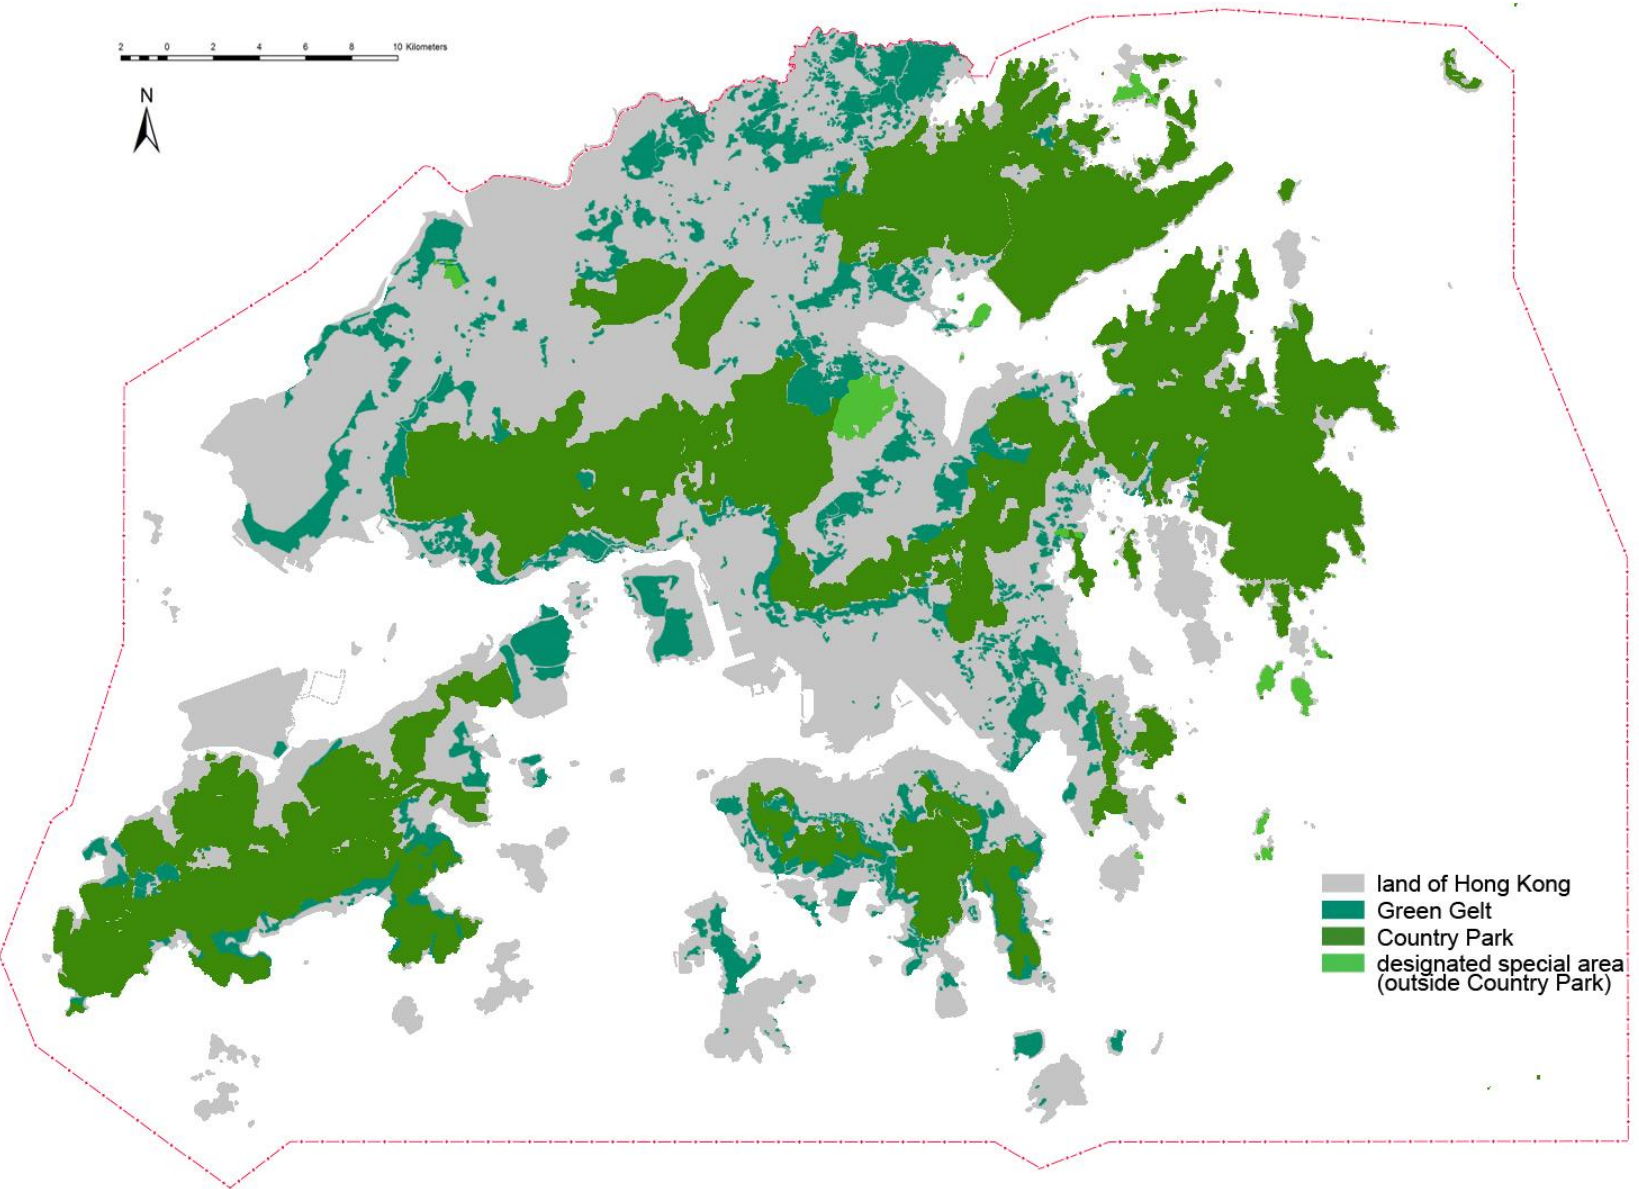 2 0 2 4 6 8 10 Kilometers
N
land of Hong Kong
Green Gelt
Country Park
designated special area
(outside Country Park)